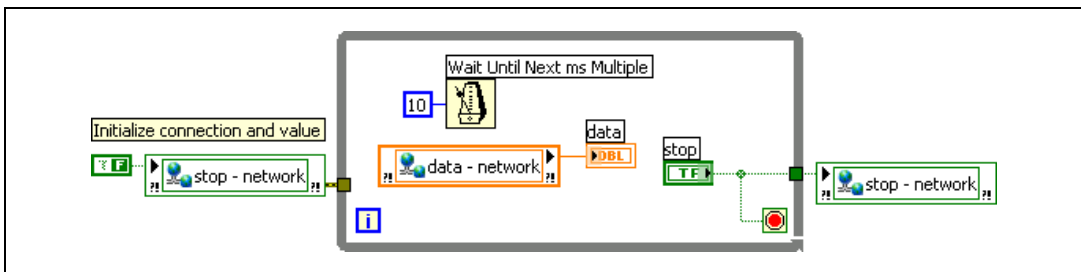 Wait Until Next ms Multiple
10
Initialize connection and value
data
stop
F
?!
stop - network
?!
?!
data - network
?!
DBL
TF
?!
stop - network
?!
i